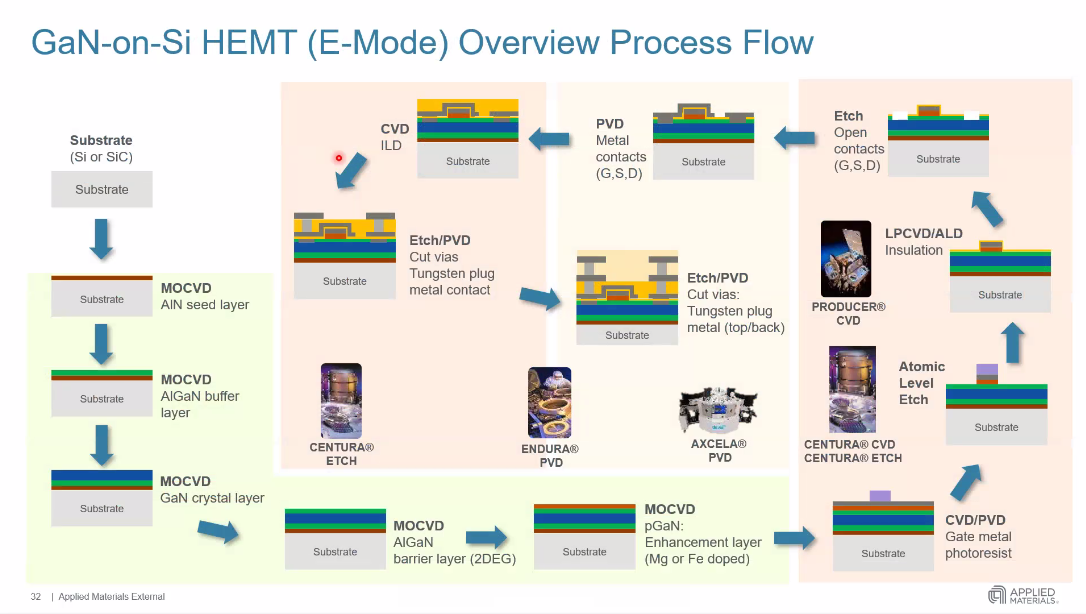 GaN-on-Si HEMT (E-Mode) Overview Process Flow
Substrate
(Si or SiC)
Substrate
MOCVD
AlN seed layer
Substrate
MOCVD
AlGaN buffer
layer
Substrate
MOCVD
GaN crystal layer
Substrate
MOCVD
AlGaN
barrier layer (2DEG)
Substrate
MOCVD
pGaN:
Enhancement layer
(Mg or Fe doped)
Substrate
CVD/PVD
Gate metal
photoresist
Substrate
Atomic
Level
Etch
Substrate
LPCVD/ALD
Insulation
Substrate
Etch
Open
contacts
(G,S,D)
Substrate
PVD
Metal
contacts
(G,S,D)
Substrate
CVD
ILD
Substrate
Etch/PVD
Cut vias
Tungsten plug
metal contact
Substrate
Etch/PVD
Cut vias:
Tungsten plug
metal (top/back)
Substrate
PRODUCER®
CVD
CENTURA® CVD
CENTURA® ETCH
CENTURA®
ETCH
ENDURA®
PVD
AXCELA®
PVD
32 | Applied Materials External
APPLIED
MATERIALS®